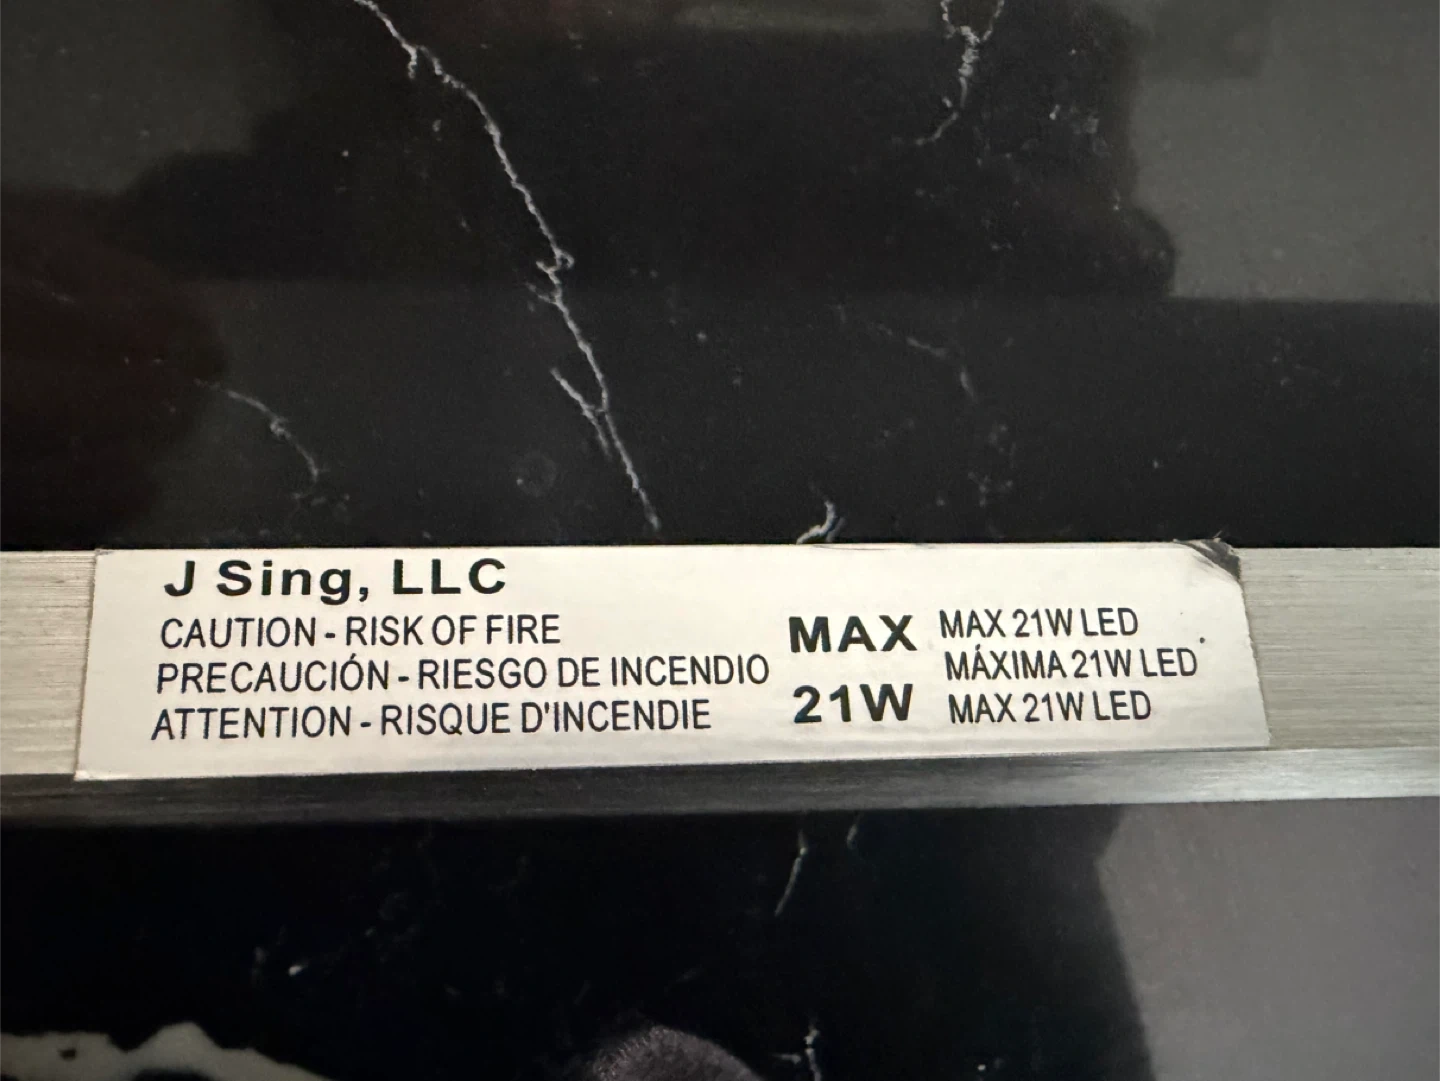 J Sing, LLC
CAUTION - RISK OF FIRE
PRECAUCIÓN - RIESGO DE INCENDIO
ATTENTION - RISQUE D'INCENDIE
MAX
21W
MAX 21W LED
MÁXIMA 21W LED
MAX 21W LED